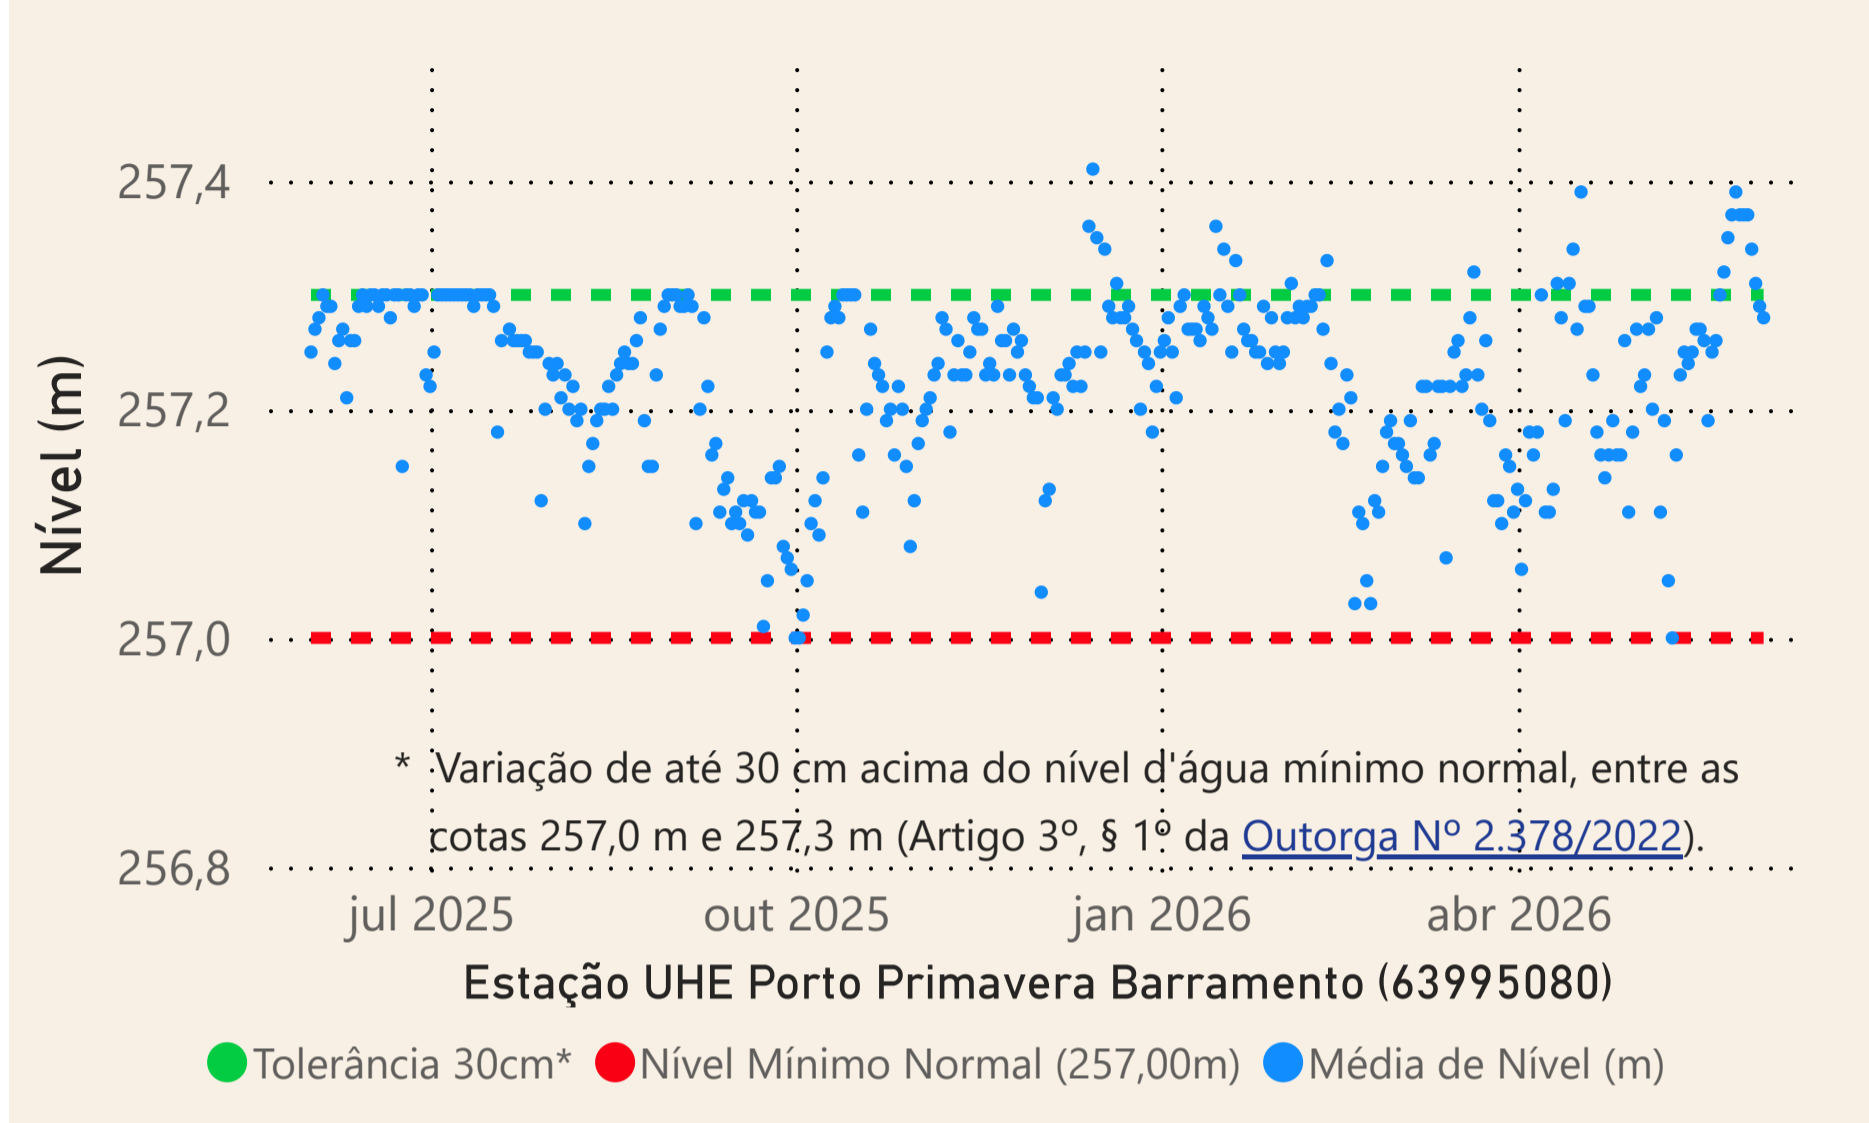 257,4
257,2
257,0
256,8
Nível (m)
* Variação de até 30 cm acima do nível d'água mínimo normal, entre as
cotas 257,0 m e 257,3 m (Artigo 3º, § 1º da Outorga Nº 2.378/2022).
jul 2025 out 2025 jan 2026 abr 2026
Estação UHE Porto Primavera Barramento (63995080)
Tolerância 30cm* Nível Mínimo Normal (257,00m) Média de Nível (m)